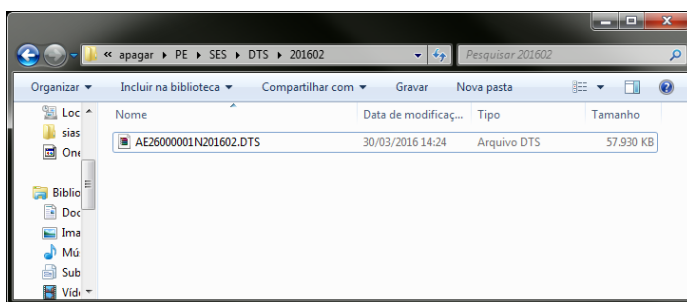 « apagar ▸ PE ▸ SES ▸ DTS ▸ 201602
Pesquisar 201602
Organizar
Incluir na biblioteca
Compartilhar com
Gravar
Nova pasta
Loc
Nome
Data de modificaç...
Tipo
Tamanho
sias
AE26000001N201602.DTS
30/03/2016 14:24
Arquivo DTS
57.930 KB
One
Biblio
Doc
Ima
Mú
Sub
Víde